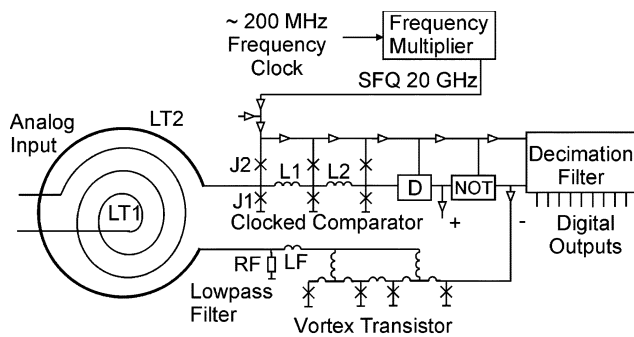 ~ 200 MHz
Frequency
Clock
Frequency
Multiplier
SFQ 20 GHz
Analog
Input
LT2
LT1
J2
L1
L2
J1
D
NOT
Decimation
Filter
Clocked Comparator
+
-
Digital
Outputs
RF
LF
Lowpass
Filter
Vortex Transistor